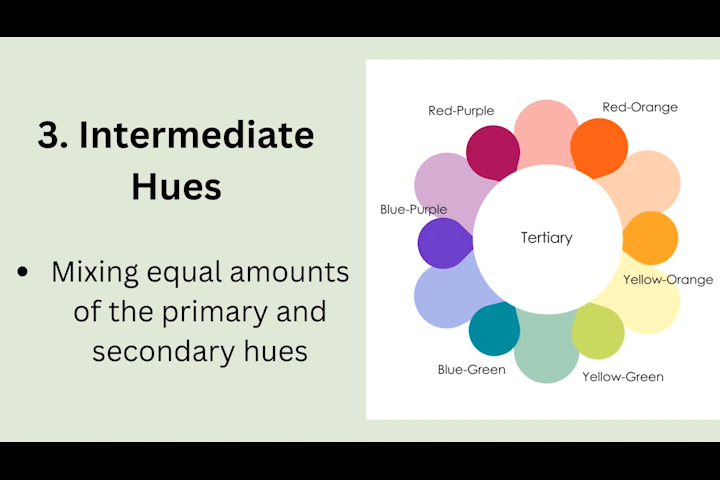 3. Intermediate
Hues
• Mixing equal amounts
of the primary and
secondary hues
Red-Purple
Red-Orange
Blue-Purple
Tertiary
Yellow-Orange
Blue-Green
Yellow-Green